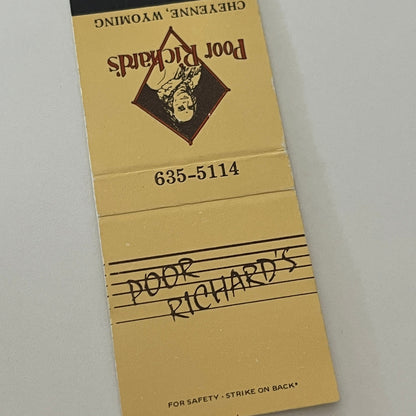 CHEYENNE, WYOMING
Poor Richard's
635-5114
POOR
RICHARD'S
FOR SAFETY - STRIKE ON BACK